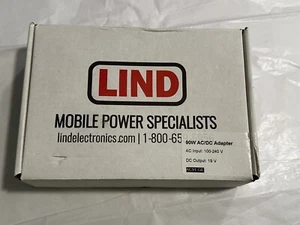 LIND
MOBILE POWER SPECIALISTS
lindelectronics.com | 1-800-65
90W AC/DC Adapter
AC Input: 100-240 V
DC Output: 19 V